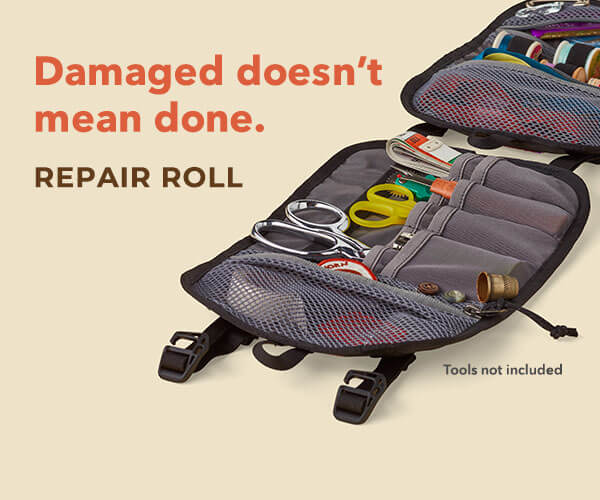 Damaged doesn't
mean done.
REPAIR ROLL
Tools not included